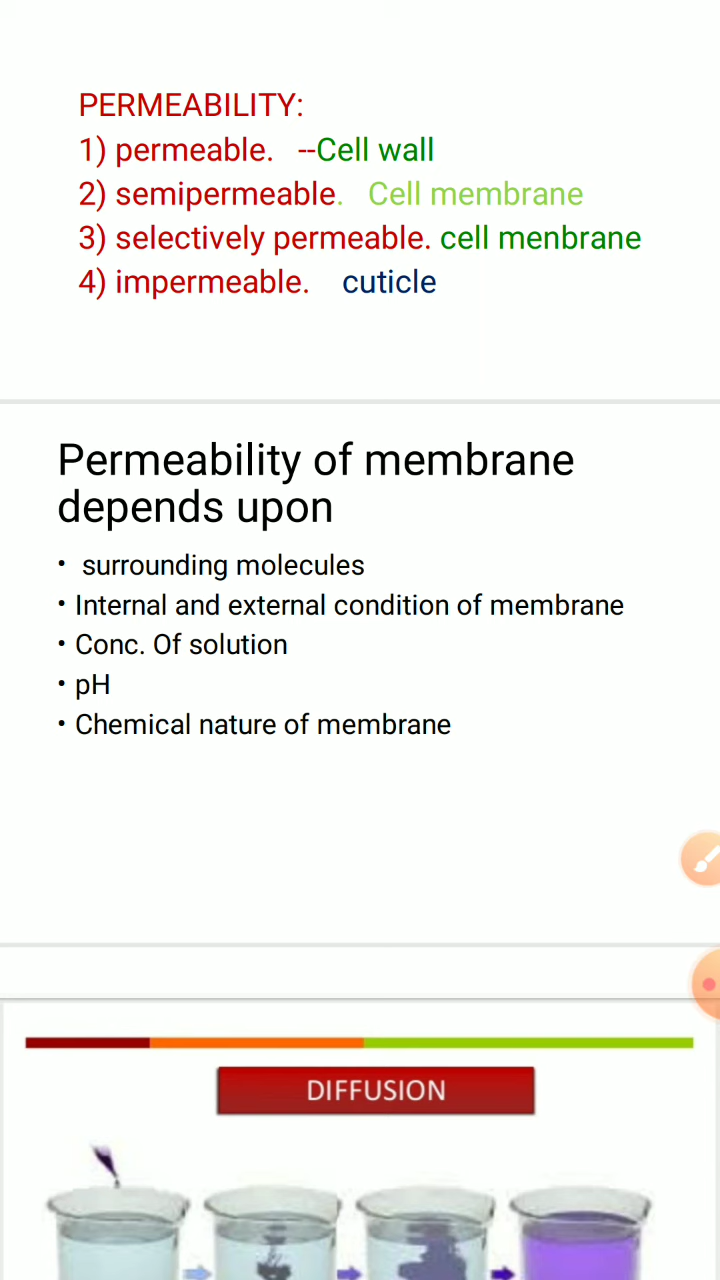 PERMEABILITY:
1) permeable. --Cell wall
2) semipermeable. Cell membrane
3) selectively permeable. cell menbrane
4) impermeable. cuticle
Permeability of membrane
depends upon
• surrounding molecules
• Internal and external condition of membrane
• Conc. Of solution
• pH
• Chemical nature of membrane
DIFFUSION